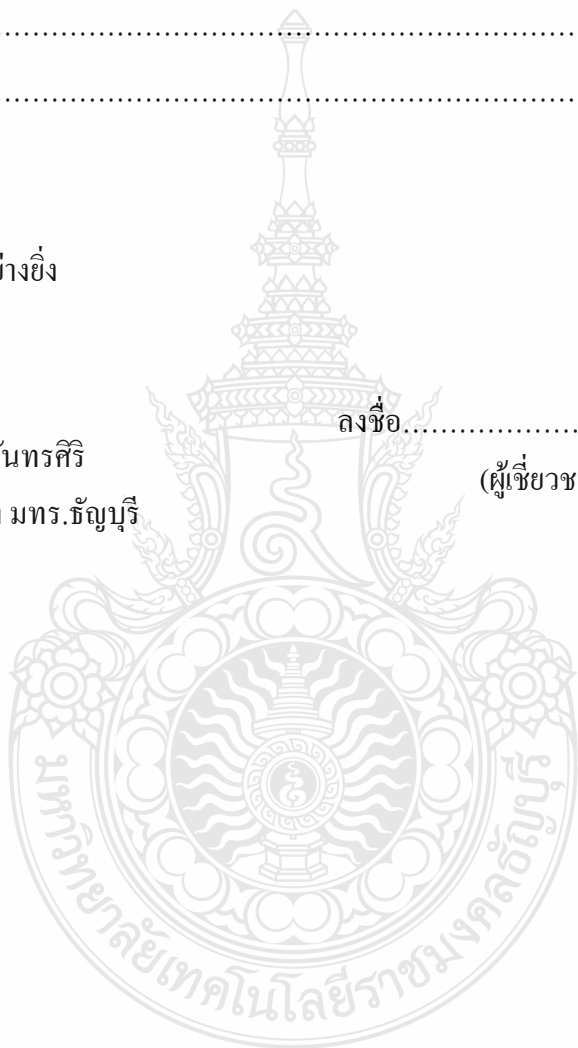 ................................................................................
................................................................................
ย่างยิ่ง
ลงชื่อ...................
ันทรศิริ
(ผู้เชี่ยวช
มทร.ธัญบุรี
มหาวิทยาลัยเทคโนโลยีราชมงคลธัญบุรี